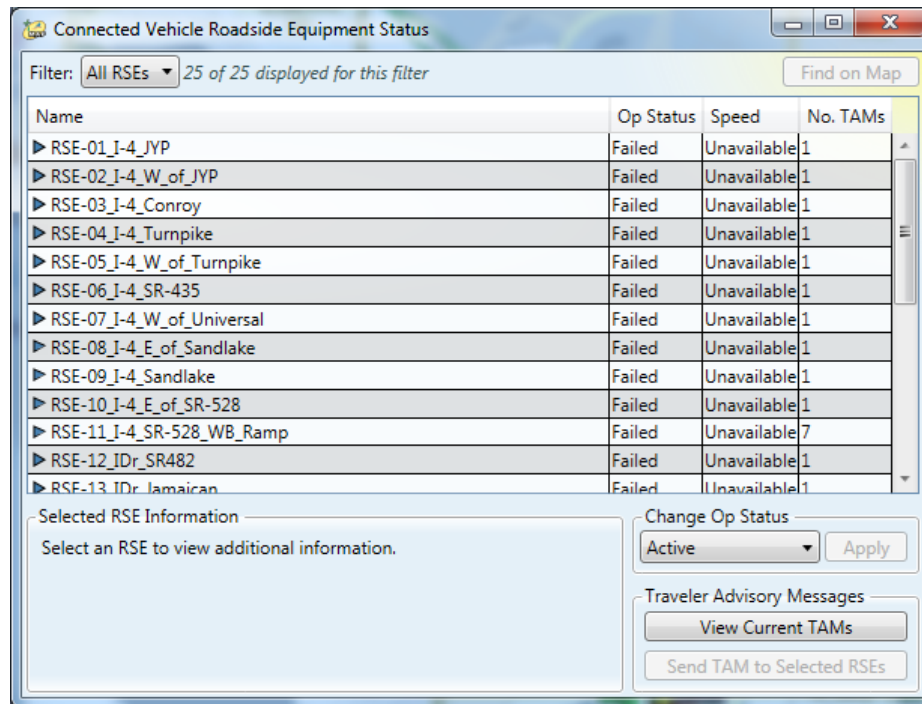 Connected Vehicle Roadside Equipment Status
Filter: All RSEs 25 of 25 displayed for this filter Find on Map
Name Op Status Speed No. TAMs
RSE-01_I-4_JYP Failed Unavailable 1
RSE-02_I-4_W_of_JYP Failed Unavailable 1
RSE-03_I-4_Conroy Failed Unavailable 1
RSE-04_I-4_Turnpike Failed Unavailable 1
RSE-05_I-4_W_of_Turnpike Failed Unavailable 1
RSE-06_I-4_SR-435 Failed Unavailable 1
RSE-07_I-4_W_of_Universal Failed Unavailable 1
RSE-08_I-4_E_of_Sandlake Failed Unavailable 1
RSE-09_I-4_Sandlake Failed Unavailable 1
RSE-10_I-4_E_of_SR-528 Failed Unavailable 1
RSE-11_I-4_SR-528_WB_Ramp Failed Unavailable 7
RSE-12_IDr_SR482 Failed Unavailable 1
RSE-13_IDr_Jamaican Failed Unavailable 1
Selected RSE Information
Select an RSE to view additional information.
Change Op Status
Active Apply
Traveler Advisory Messages
View Current TAMs
Send TAM to Selected RSEs